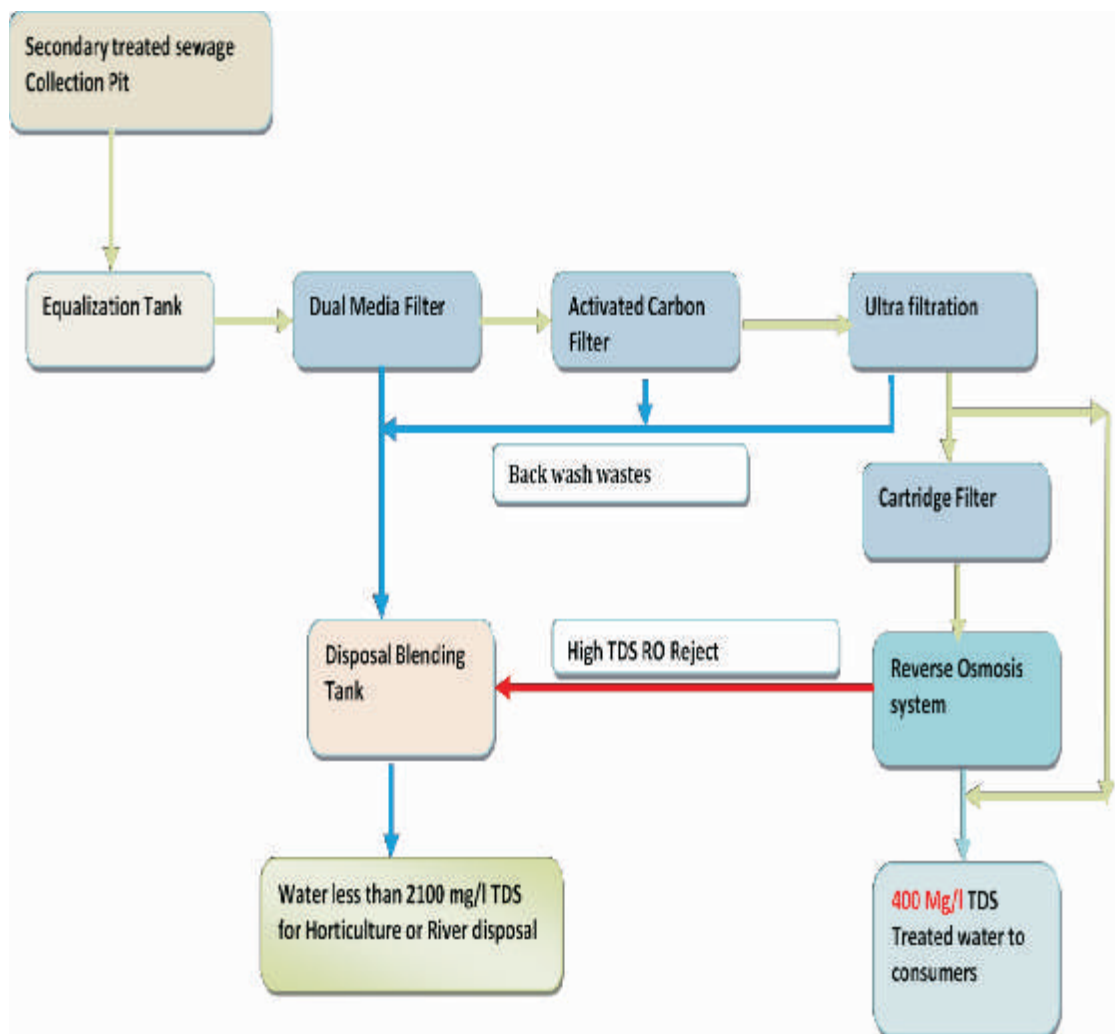 Secondary treated sewage
Collection Pit
Equalization Tank
Dual Media Filter
Activated Carbon
Filter
Ultra filtration
Back wash wastes
Cartridge Filter
Disposal Blending
Tank
High TDS RO Reject
Reverse Osmosis
system
Water less than 2100 mg/l TDS
for Horticulture or River disposal
400 Mg/l TDS
Treated water to
consumers